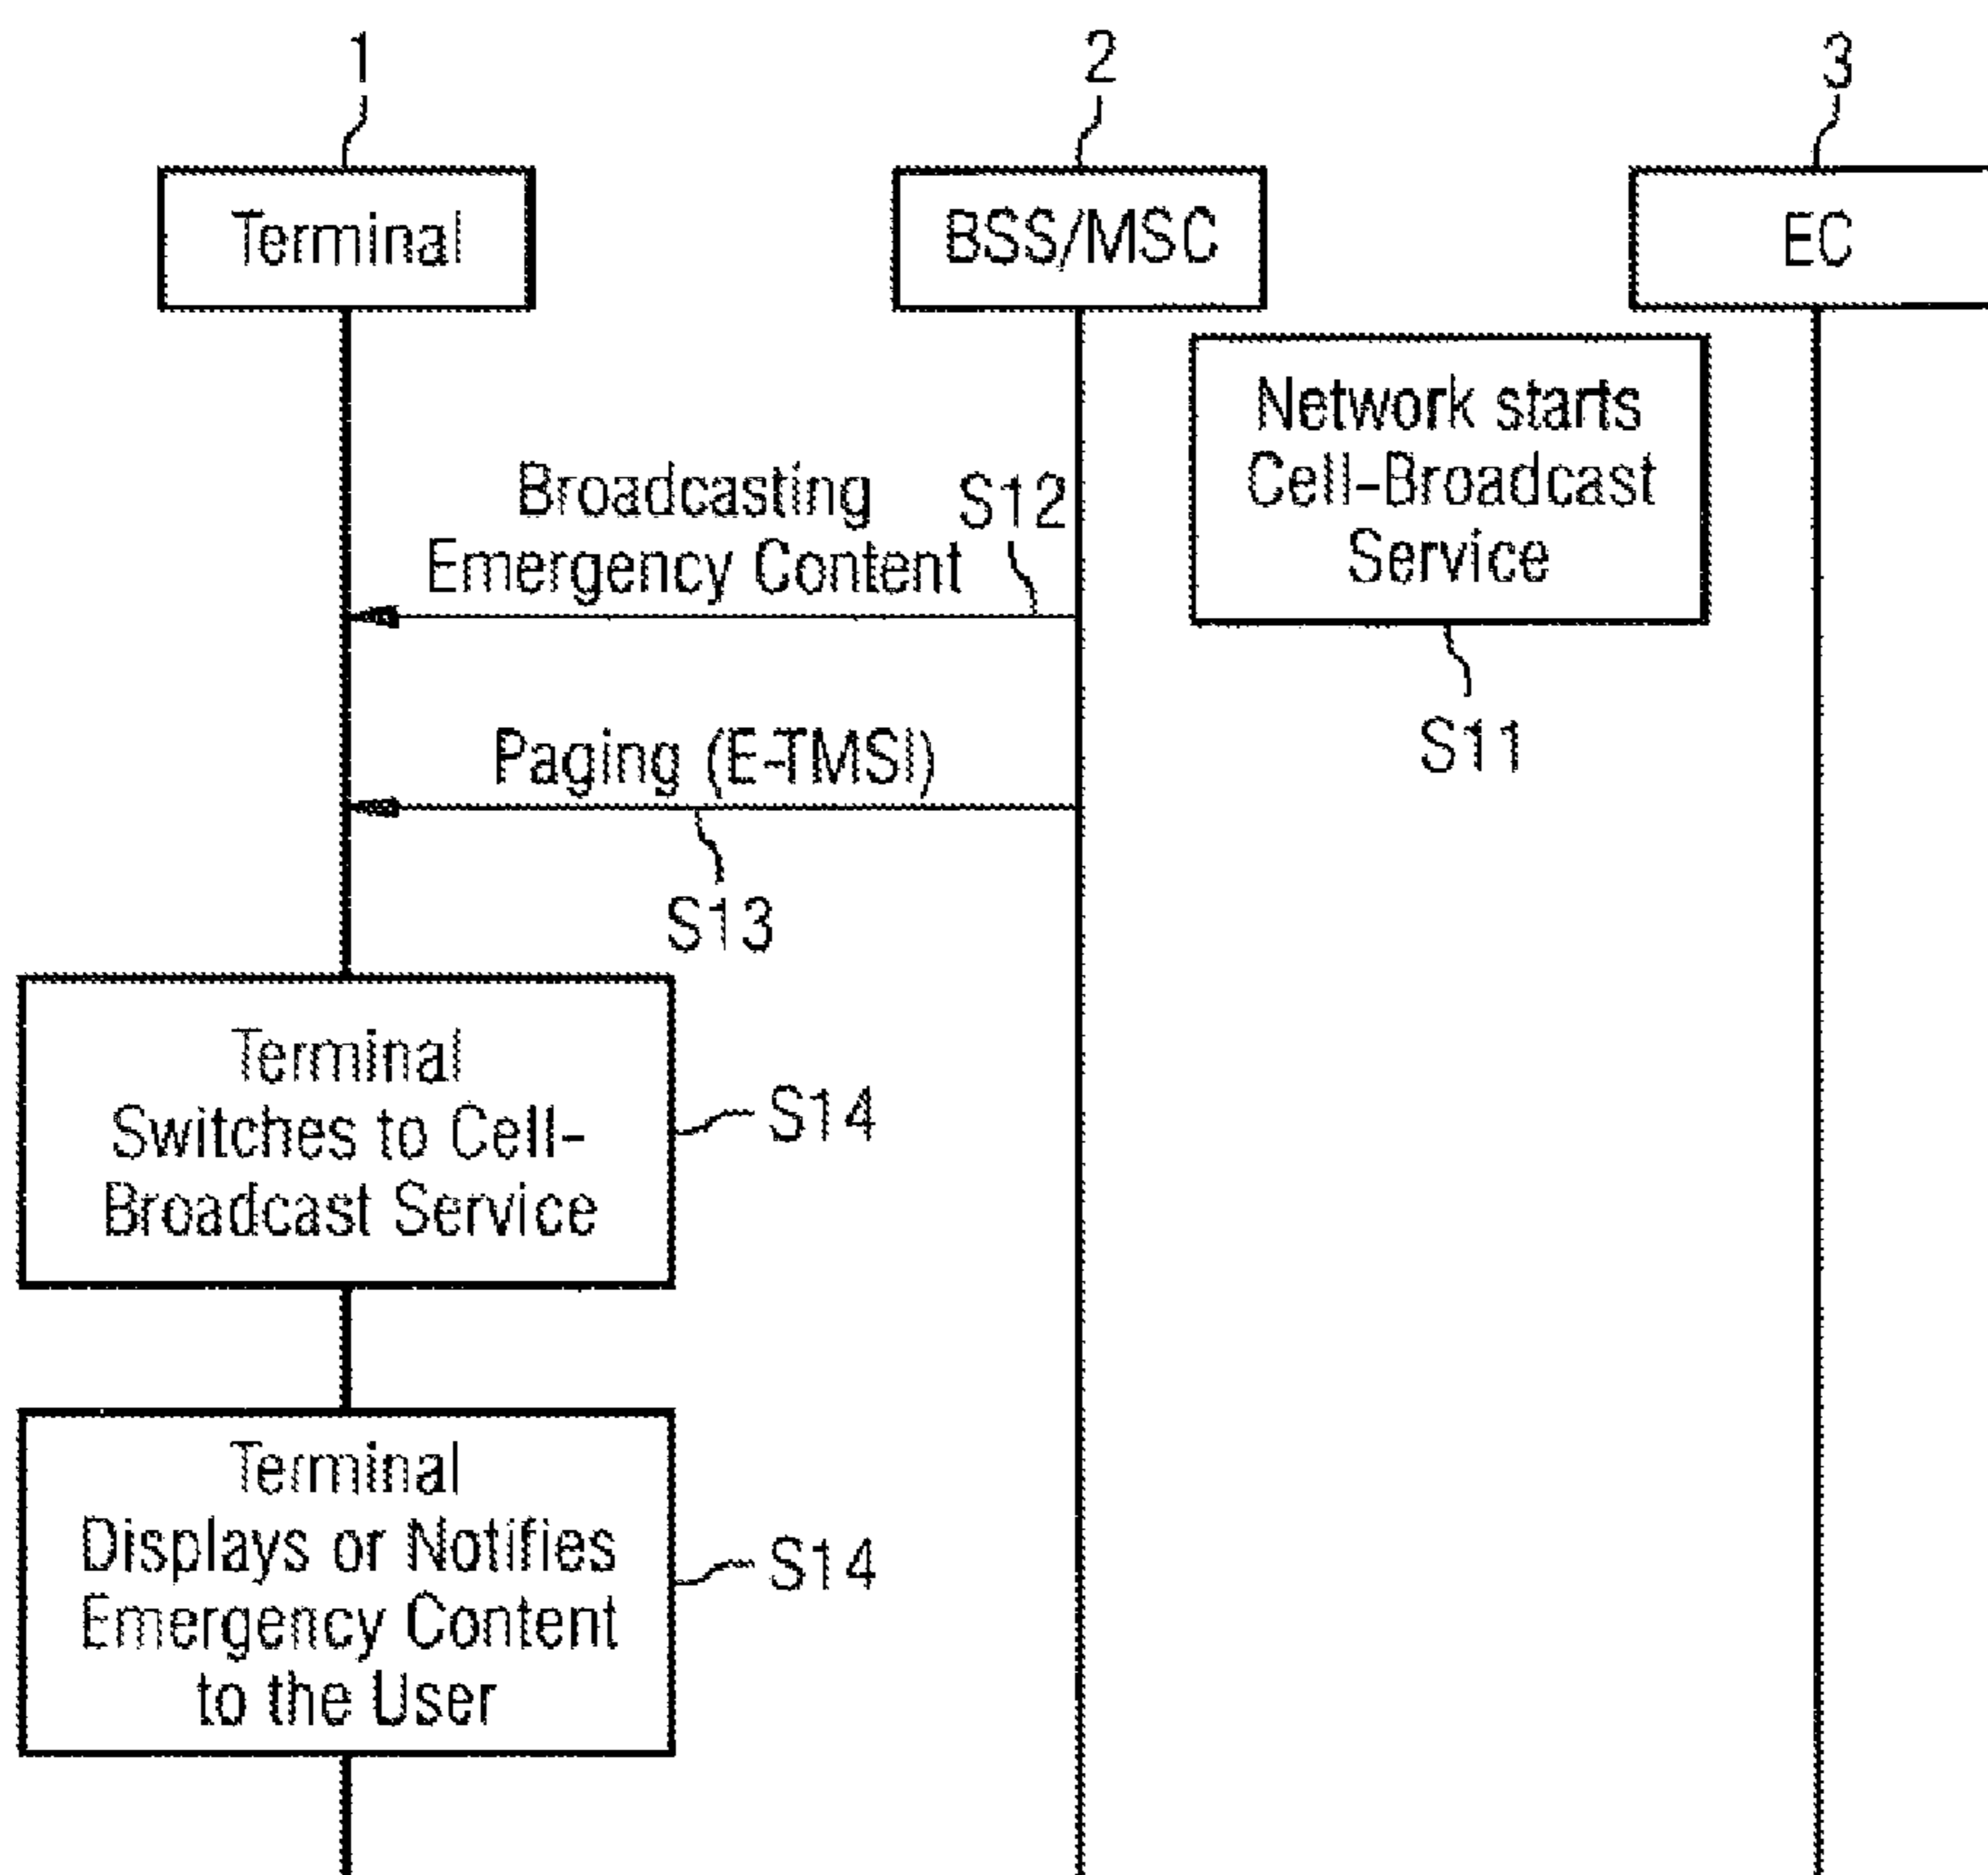 1
2
3
Terminal
BSS/MSC
EC
Network starts
Cell-Broadcast
Service
S11
Broadcasting
Emergency Content
S12
Paging (E-TMSI)
S13
Terminal
Switches to Cell-
Broadcast Service
S14
Terminal
Displays or Notifies
Emergency Content
to the User
S14